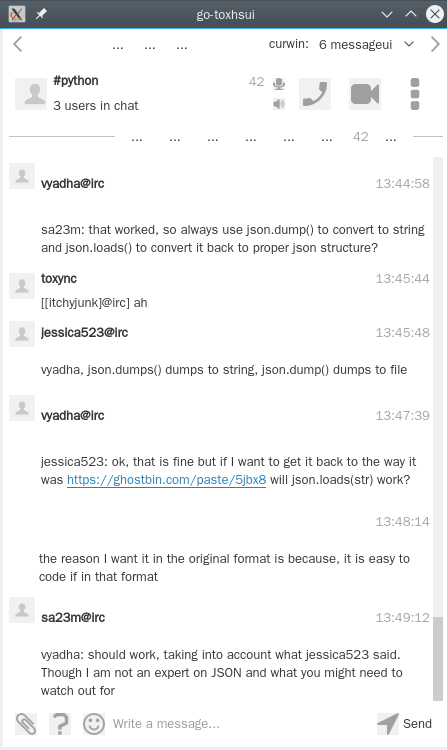 go-toxhsui
... ... ... curwin: 6 messageui
#python 42
3 users in chat
... ... ... ... ... ... 42 ...
vyadha@irc 13:44:58
sa23m: that worked, so always use json.dump() to convert to string
and json.loads() to convert it back to proper json structure?
toxync 13:45:44
[[itchyjunk]@irc] ah
jessica523@irc 13:45:48
vyadha, json.dumps() dumps to string, json.dump() dumps to file
vyadha@irc 13:47:39
jessica523: ok, that is fine but if I want to get it back to the way it
was https://ghostbin.com/paste/5jbx8 will json.loads(str) work?
13:48:14
the reason I want it in the original format is because, it is easy to
code if in that format
sa23m@irc 13:49:12
vyadha: should work, taking into account what jessica523 said.
Though I am not an expert on JSON and what you might need to
watch out for
Write a message... Send